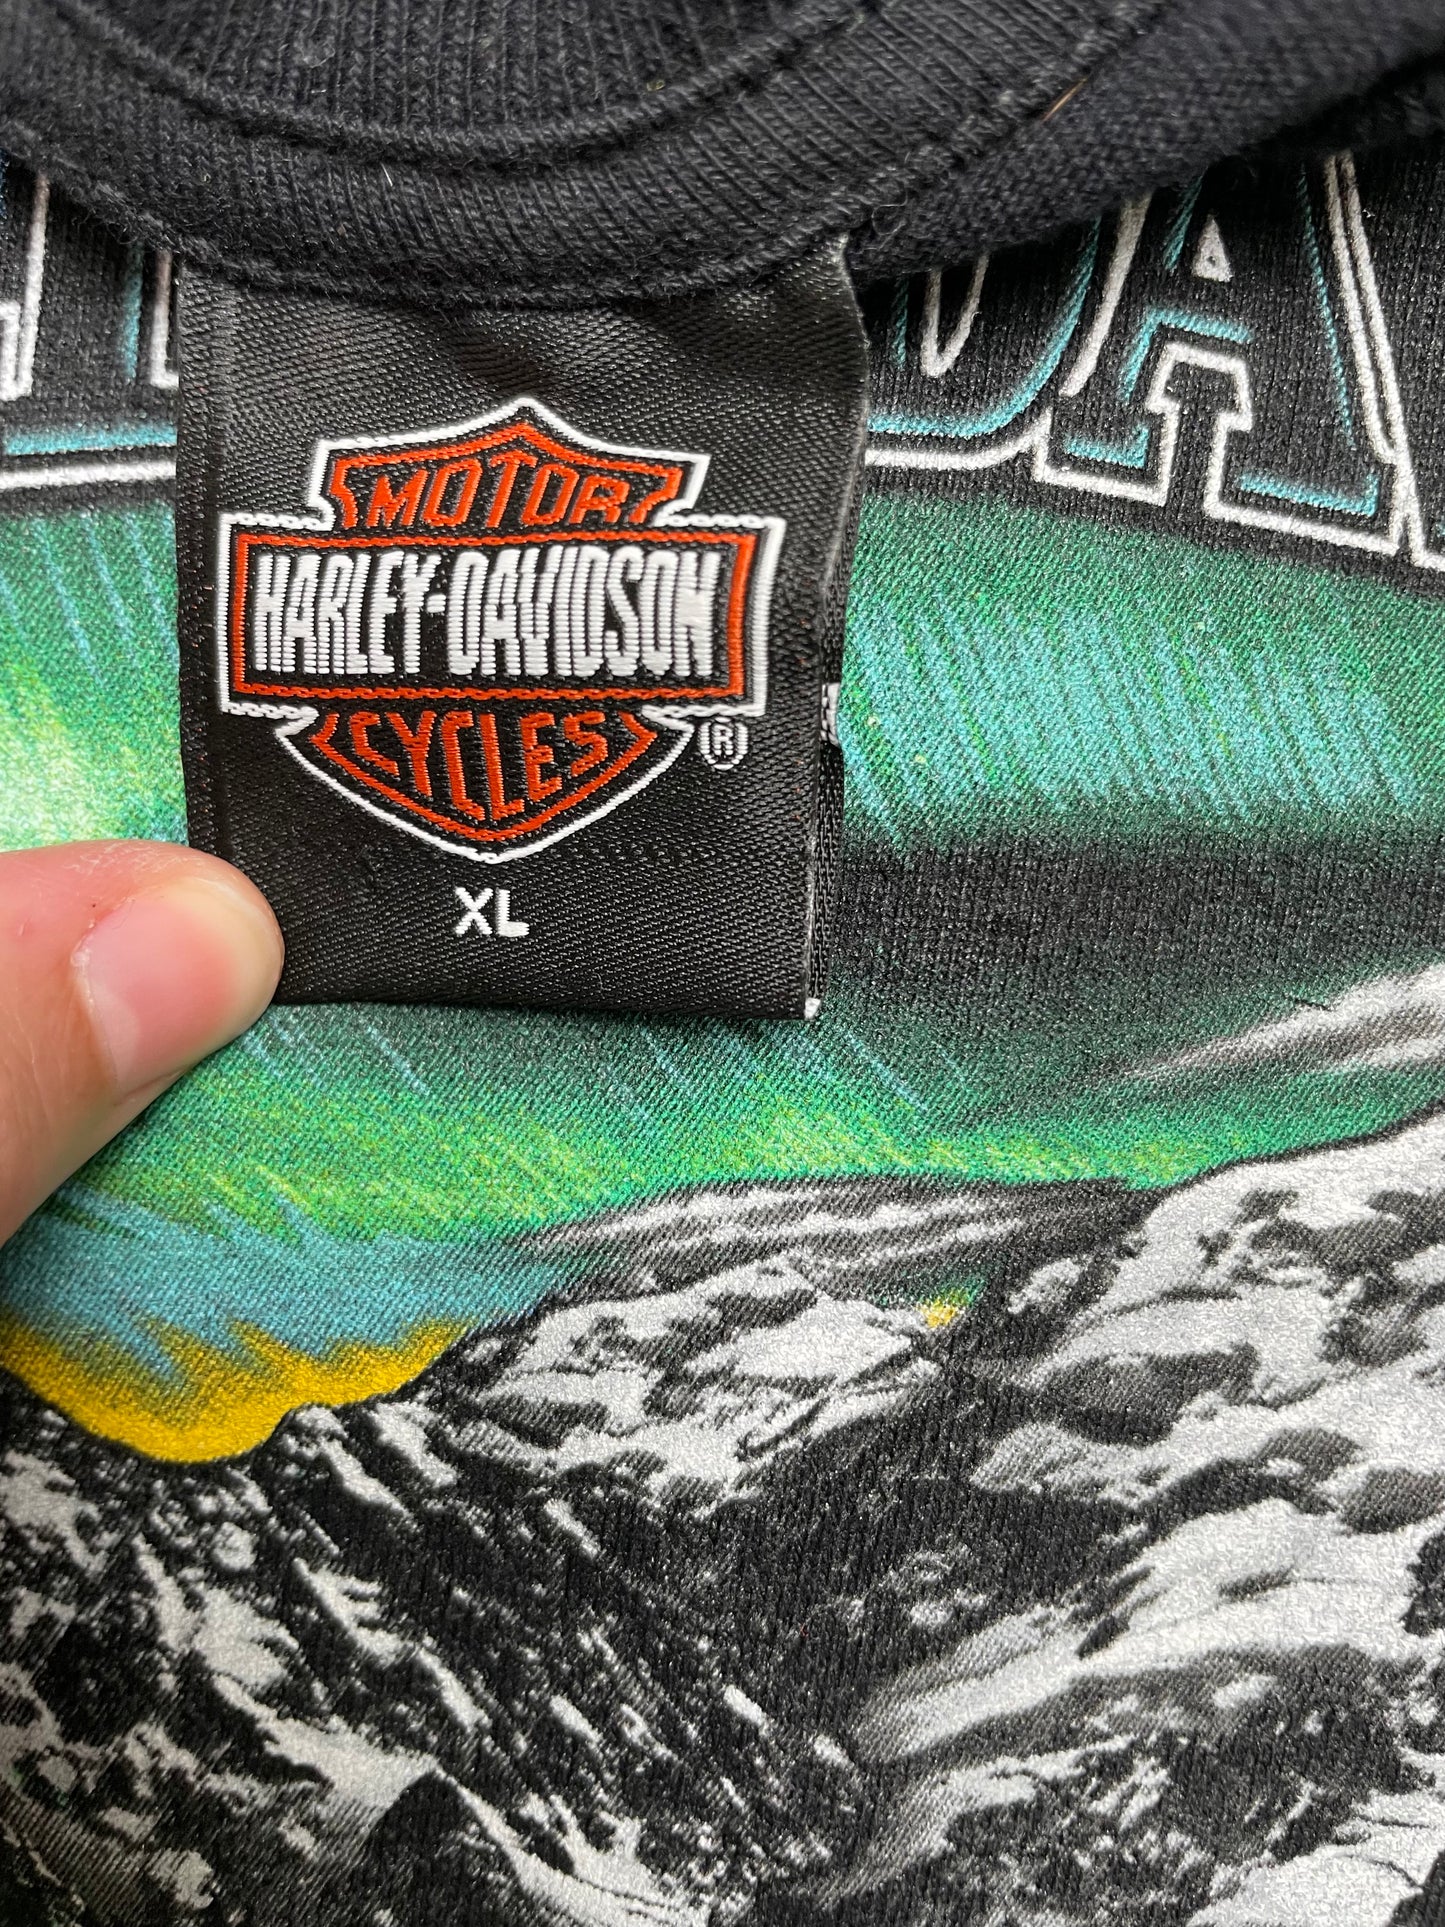 MOTOR
HARLEY-DAVIDSON
CYCLES
®
XL